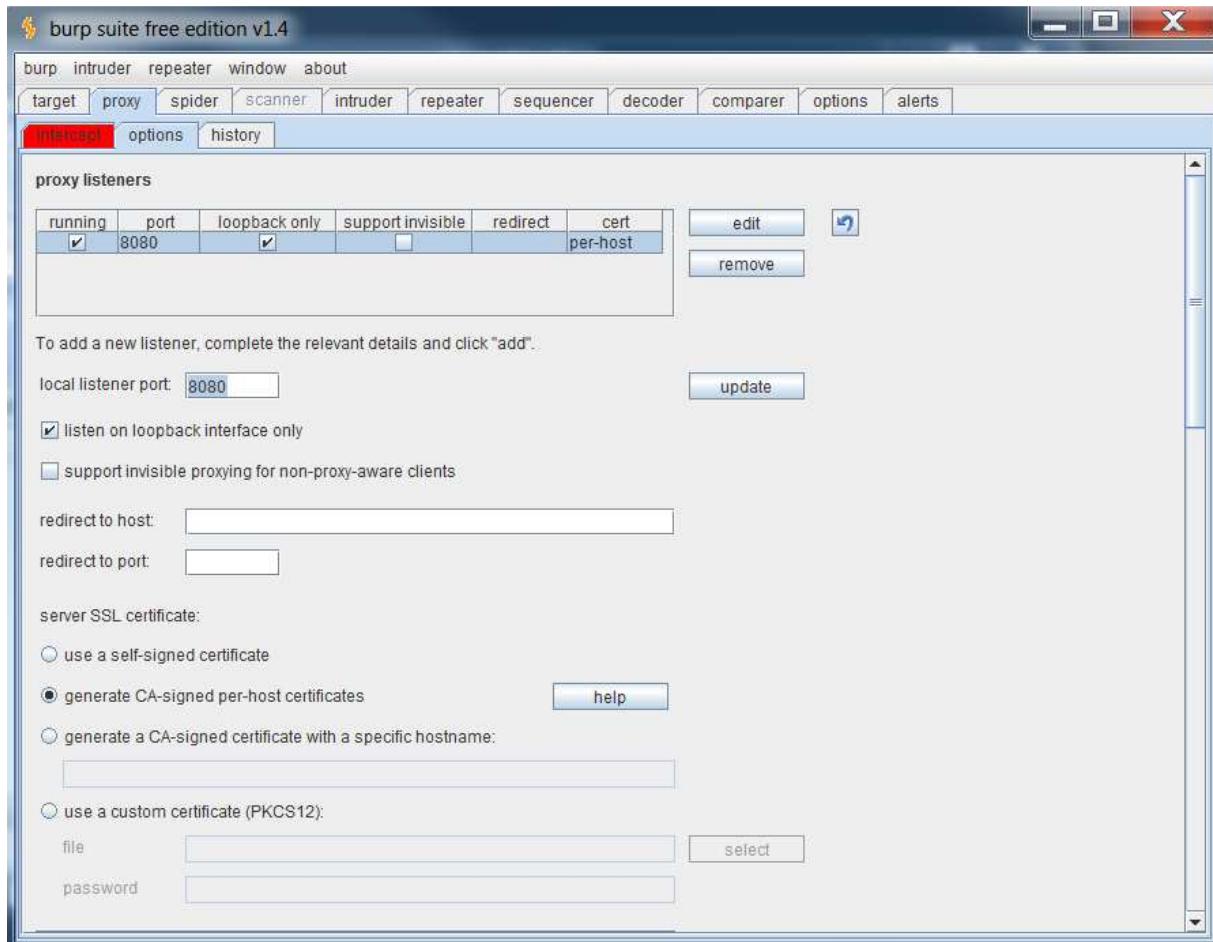 burp suite free edition v1.4
burp intruder repeater window about
target proxy spider scanner intruder repeater sequencer decoder comparer options alerts
intercept options history
proxy listeners
running port loopback only support invisible redirect cert
8080 per-host
edit
remove
To add a new listener, complete the relevant details and click "add".
local listener port: 8080 update
listen on loopback interface only
support invisible proxying for non-proxy-aware clients
redirect to host:
redirect to port:
server SSL certificate:
use a self-signed certificate
generate CA-signed per-host certificates help
generate a CA-signed certificate with a specific hostname:
use a custom certificate (PKCS12):
file select
password